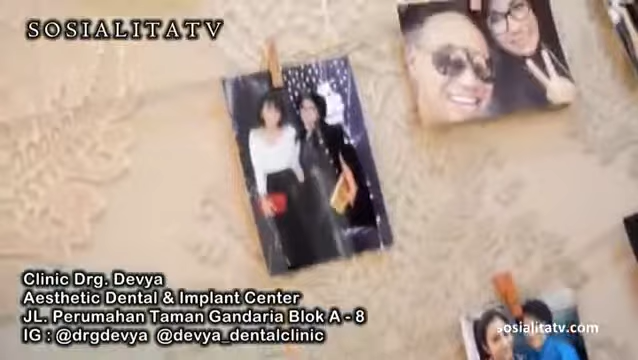 SOSIALITATV
Clinic Drg. Devya
Aesthetic Dental & Implant Center
JL. Perumahan Taman Gandaria Blok A - 8
IG : @drgdevya @devya_dentalclinic
sosialitatv.com